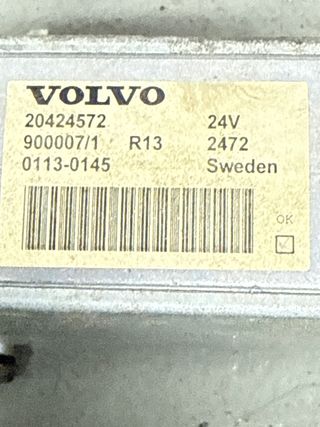 VOLVO
20424572 24V
900007/1 R13 2472
0113-0145 Sweden
OK